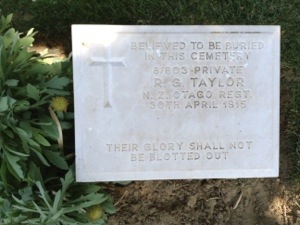 BELIEVED TO BE BURIED
IN THIS CEMETERY
8/803 PRIVATE
R. G. TAYLOR
N.Z. OTAGO REGT.
30TH APRIL 1915
THEIR GLORY SHALL NOT
BE BLOTTED OUT